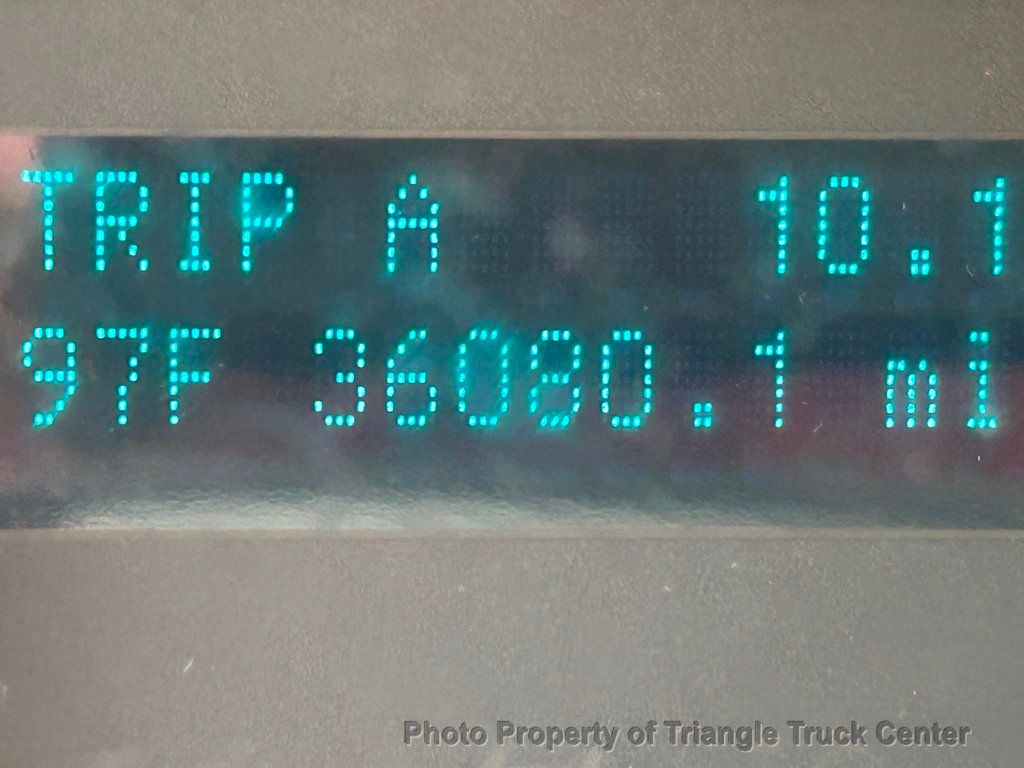 TRIP A 10.1
97F 36080.1 mi
Photo Property of Triangle Truck Center